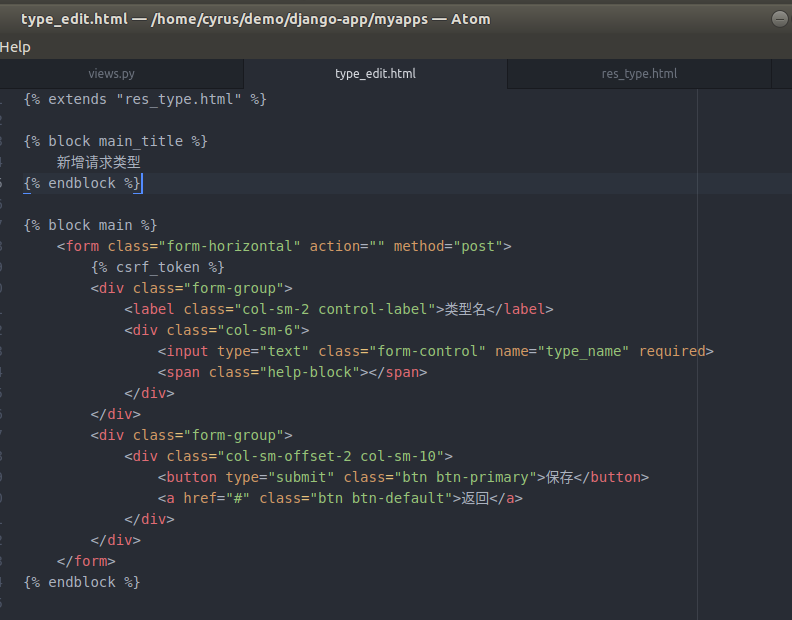 type_edit.html — /home/cyrus/demo/django-app/myapps — Atom
Help
views.py type_edit.html res_type.html
{% extends "res_type.html" %}
{% block main_title %}
新增请求类型
{% endblock %}
{% block main %}
<form class="form-horizontal" action="" method="post">
{% csrf_token %}
<div class="form-group">
<label class="col-sm-2 control-label">类型名</label>
<div class="col-sm-6">
<input type="text" class="form-control" name="type_name" required>
<span class="help-block"></span>
</div>
</div>
<div class="form-group">
<div class="col-sm-offset-2 col-sm-10">
<button type="submit" class="btn btn-primary">保存</button>
<a href="#" class="btn btn-default">返回</a>
</div>
</div>
</form>
{% endblock %}